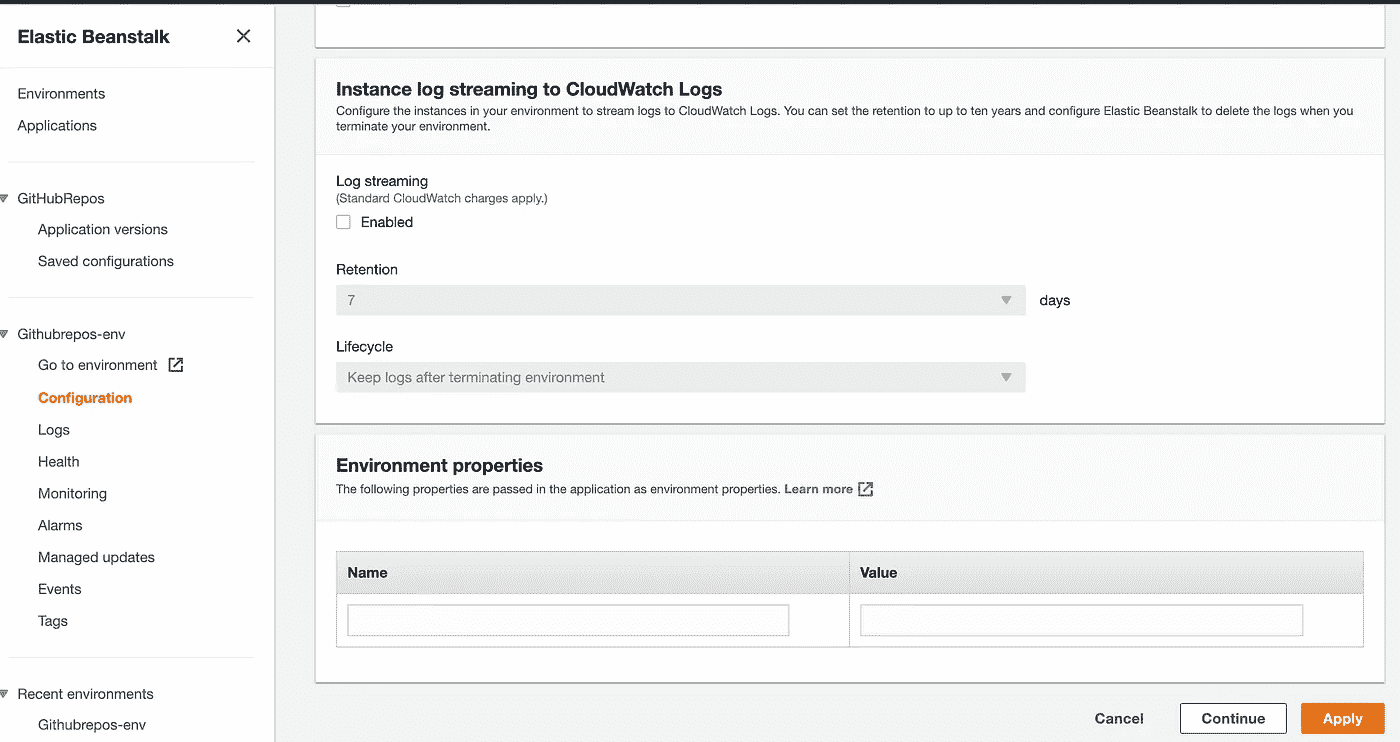 Elastic Beanstalk
Environments
Applications
GitHubRepos
Application versions
Saved configurations
Githubrepos-env
Go to environment
Configuration
Logs
Health
Monitoring
Alarms
Managed updates
Events
Tags
Recent environments
Githubrepos-env
Instance log streaming to CloudWatch Logs
Configure the instances in your environment to stream logs to CloudWatch Logs. You can set the retention to up to ten years and configure Elastic Beanstalk to delete the logs when you
terminate your environment.
Log streaming
(Standard CloudWatch charges apply.)
Enabled
Retention
7
days
Lifecycle
Keep logs after terminating environment
Environment properties
The following properties are passed in the application as environment properties. Learn more
Name Value
Cancel Continue Apply